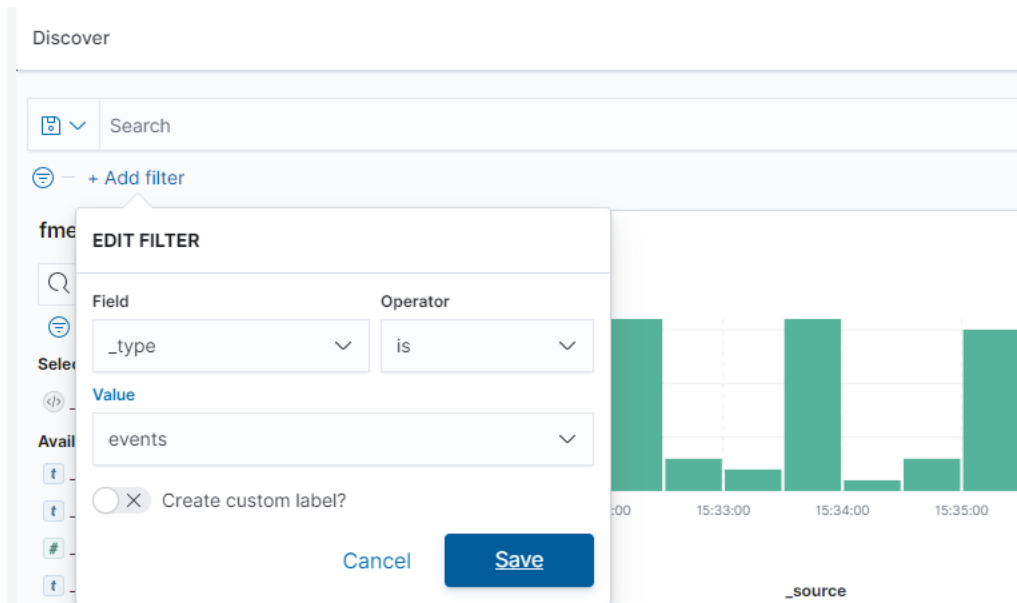 Discover
Search
+ Add filter
fme
EDIT FILTER
Field Operator
_type is
Selec
Value
events
Avail
Create custom label?
:00 15:33:00 15:34:00 15:35:00
Cancel Save
_source